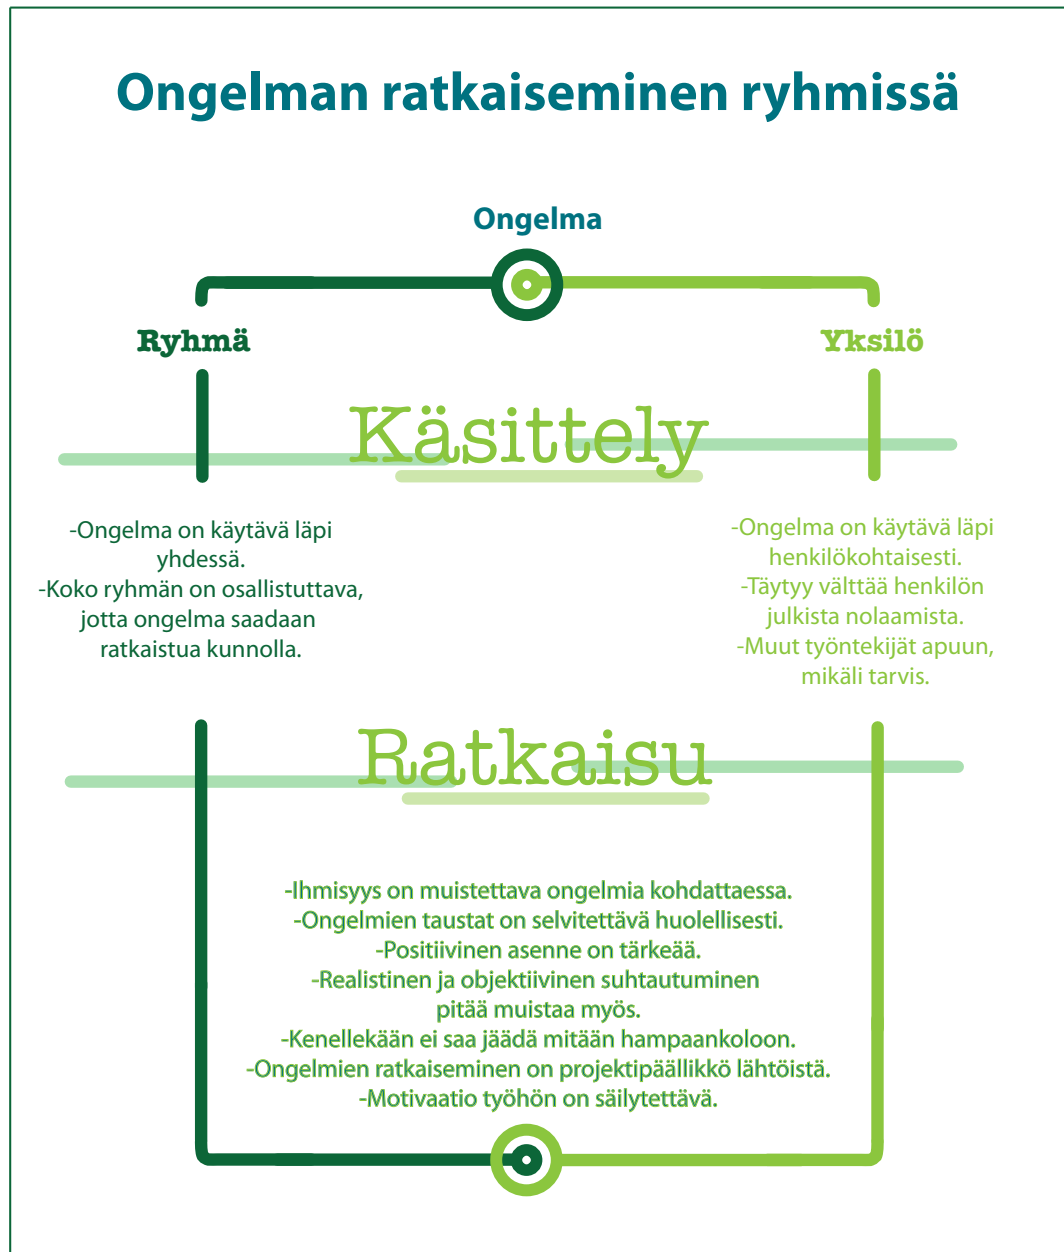 Ongelman ratkaiseminen ryhmissä
Ongelma
Ryhmä
Yksilö
Käsittely
-Ongelma on käytävä läpi
yhdessä.
-Koko ryhmän on osallistuttava,
jotta ongelma saadaan
ratkaistua kunnolla.
-Ongelma on käytävä läpi
henkilökohtaisesti.
-Täytyy välttää henkilön
julkista nolaamista.
-Muut työntekijät apuun,
mikäli tarvis.
Ratkaisu
-Ihmisyys on muistettava ongelmia kohdattaessa.
-Ongelmien taustat on selvitettävä huolellisesti.
-Positiivinen asenne on tärkeää.
-Realistinen ja objektiivinen suhtautuminen
pitää muistaa myös.
-Kenellekään ei saa jäädä mitään hampaankoloon.
-Ongelmien ratkaiseminen on projektipäällikkö lähtöistä.
-Motivaatio työhön on säilytettävä.